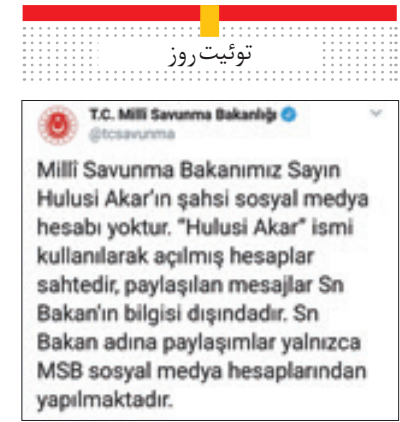 توئیت روز
T.C. Millî Savunma Bakanlığı
@tcsavunma
Millî Savunma Bakanımız Sayın
Hulusi Akar'ın şahsi sosyal medya
hesabı yoktur. "Hulusi Akar" ismi
kullanılarak açılmış hesaplar
sahtedir, paylaşılan mesajlar Sn
Bakan'ın bilgisi dışındadır. Sn
Bakan adına paylaşımlar yalnızca
MSB sosyal medya hesaplarından
yapılmaktadır.